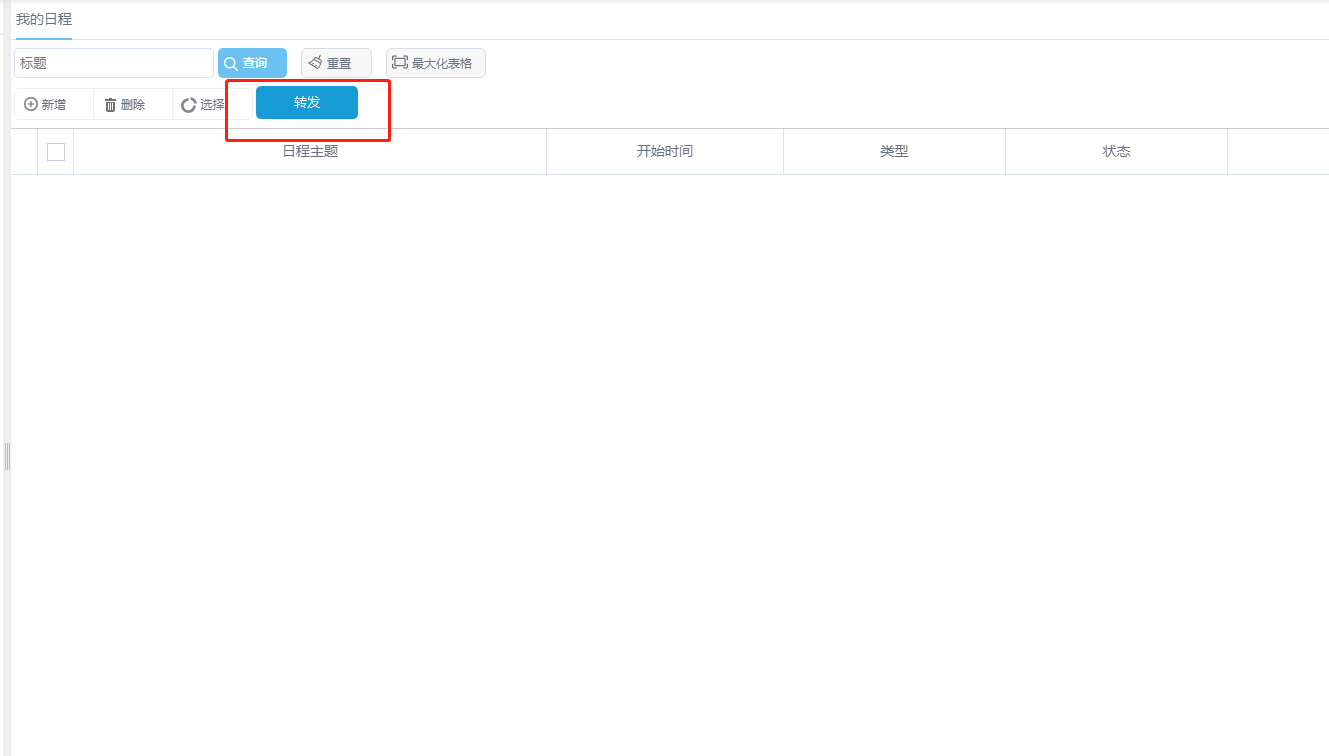 我的日程
标题 查询 重置 最大化表格
新增 删除 选择 转发
日程主题 开始时间 类型 状态